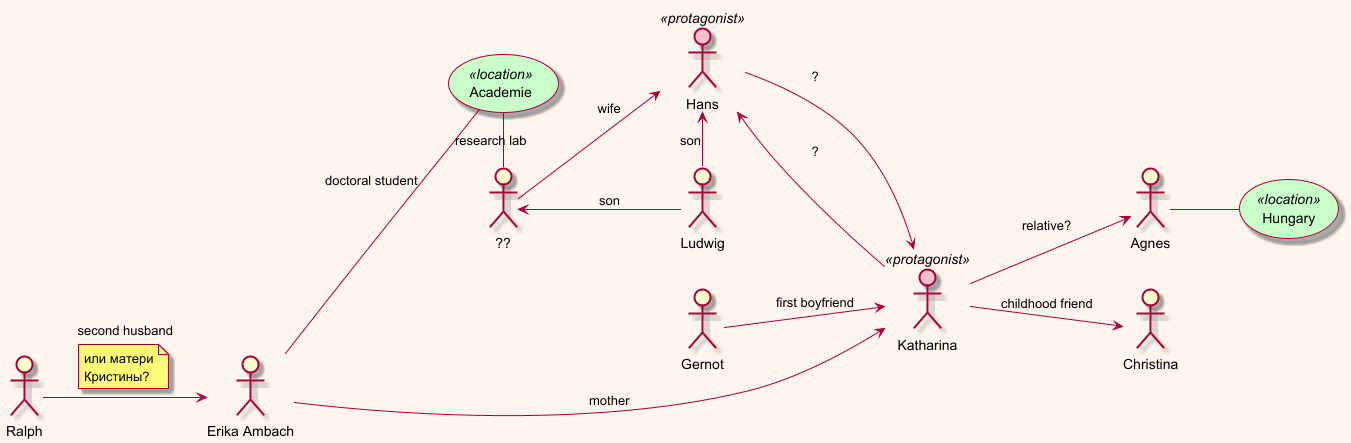 «protagonist»
Hans
?
«location»
Academie
wife
research lab
son
?
doctoral student
«location»
Hungary
son
??
Ludwig
relative?
Agnes
«protagonist»
Katharina
first boyfriend
childhood friend
Gernot
Christina
second husband
или матери
Кристины?
mother
Ralph
Erika Ambach